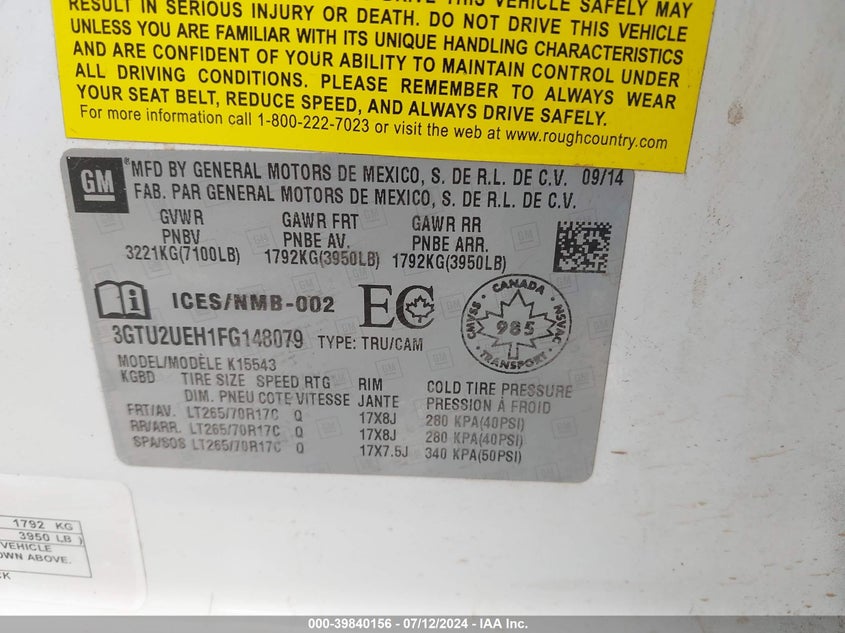 DRIVE THIS VEHICLE SAFELY MAY
RESULT IN SERIOUS INJURY OR DEATH. DO NOT DRIVE THIS VEHICLE
UNLESS YOU ARE FAMILIAR WITH ITS UNIQUE HANDLING CHARACTERISTICS
AND ARE CONFIDENT OF YOUR ABILITY TO MAINTAIN CONTROL UNDER
ALL DRIVING CONDITIONS. PLEASE REMEMBER TO ALWAYS WEAR
YOUR SEAT BELT, REDUCE SPEED, AND ALWAYS DRIVE SAFELY.
For more information call 1-800-222-7023 or visit the web at www.roughcountry.com
GM ® MFD BY GENERAL MOTORS DE MEXICO, S. DE R.L. DE C.V. 09/14
FAB. PAR GENERAL MOTORS DE MEXICO, S. DE R.L. DE C.V.
GVWR GAWR FRT GAWR RR
PNBV PNBE AV. PNBE ARR.
3221KG(7100LB) 1792KG(3950LB) 1792KG(3950LB)
ICES/NMB-002 EC CANADA CMVSS 985 NSVAC TRANSPORT
3GTU2UEH1FG148079 TYPE: TRU/CAM
MODEL/MODÈLE K15543
KGBD TIRE SIZE SPEED RTG RIM COLD TIRE PRESSURE
DIM. PNEU COTE VITESSE JANTE PRESSION À FROID
FRT/AV. LT265/70R17C Q 17X8J 280 KPA(40PSI)
RR/ARR. LT265/70R17C Q 17X8J 280 KPA(40PSI)
SPA/SOS LT265/70R17C Q 17X7.5J 340 KPA(50PSI)
1792 KG
3950 LB )
VEHICLE
OWN ABOVE.
CK
000-39840156 - 07/12/2024 - IAA Inc.